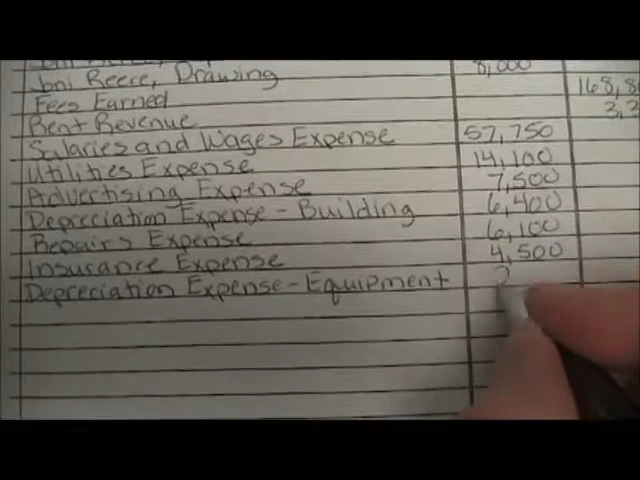 Joni Reece, Drawing 8,000
Fees Earned 168,8
Rent Revenue 3,3
Salaries and Wages Expense 57,750
Utilities Expense 14,100
Advertising Expense 7,500
Depreciation Expense - Building 6,400
Repairs Expense 6,100
Insurance Expense 4,500
Depreciation Expense - Equipment 2